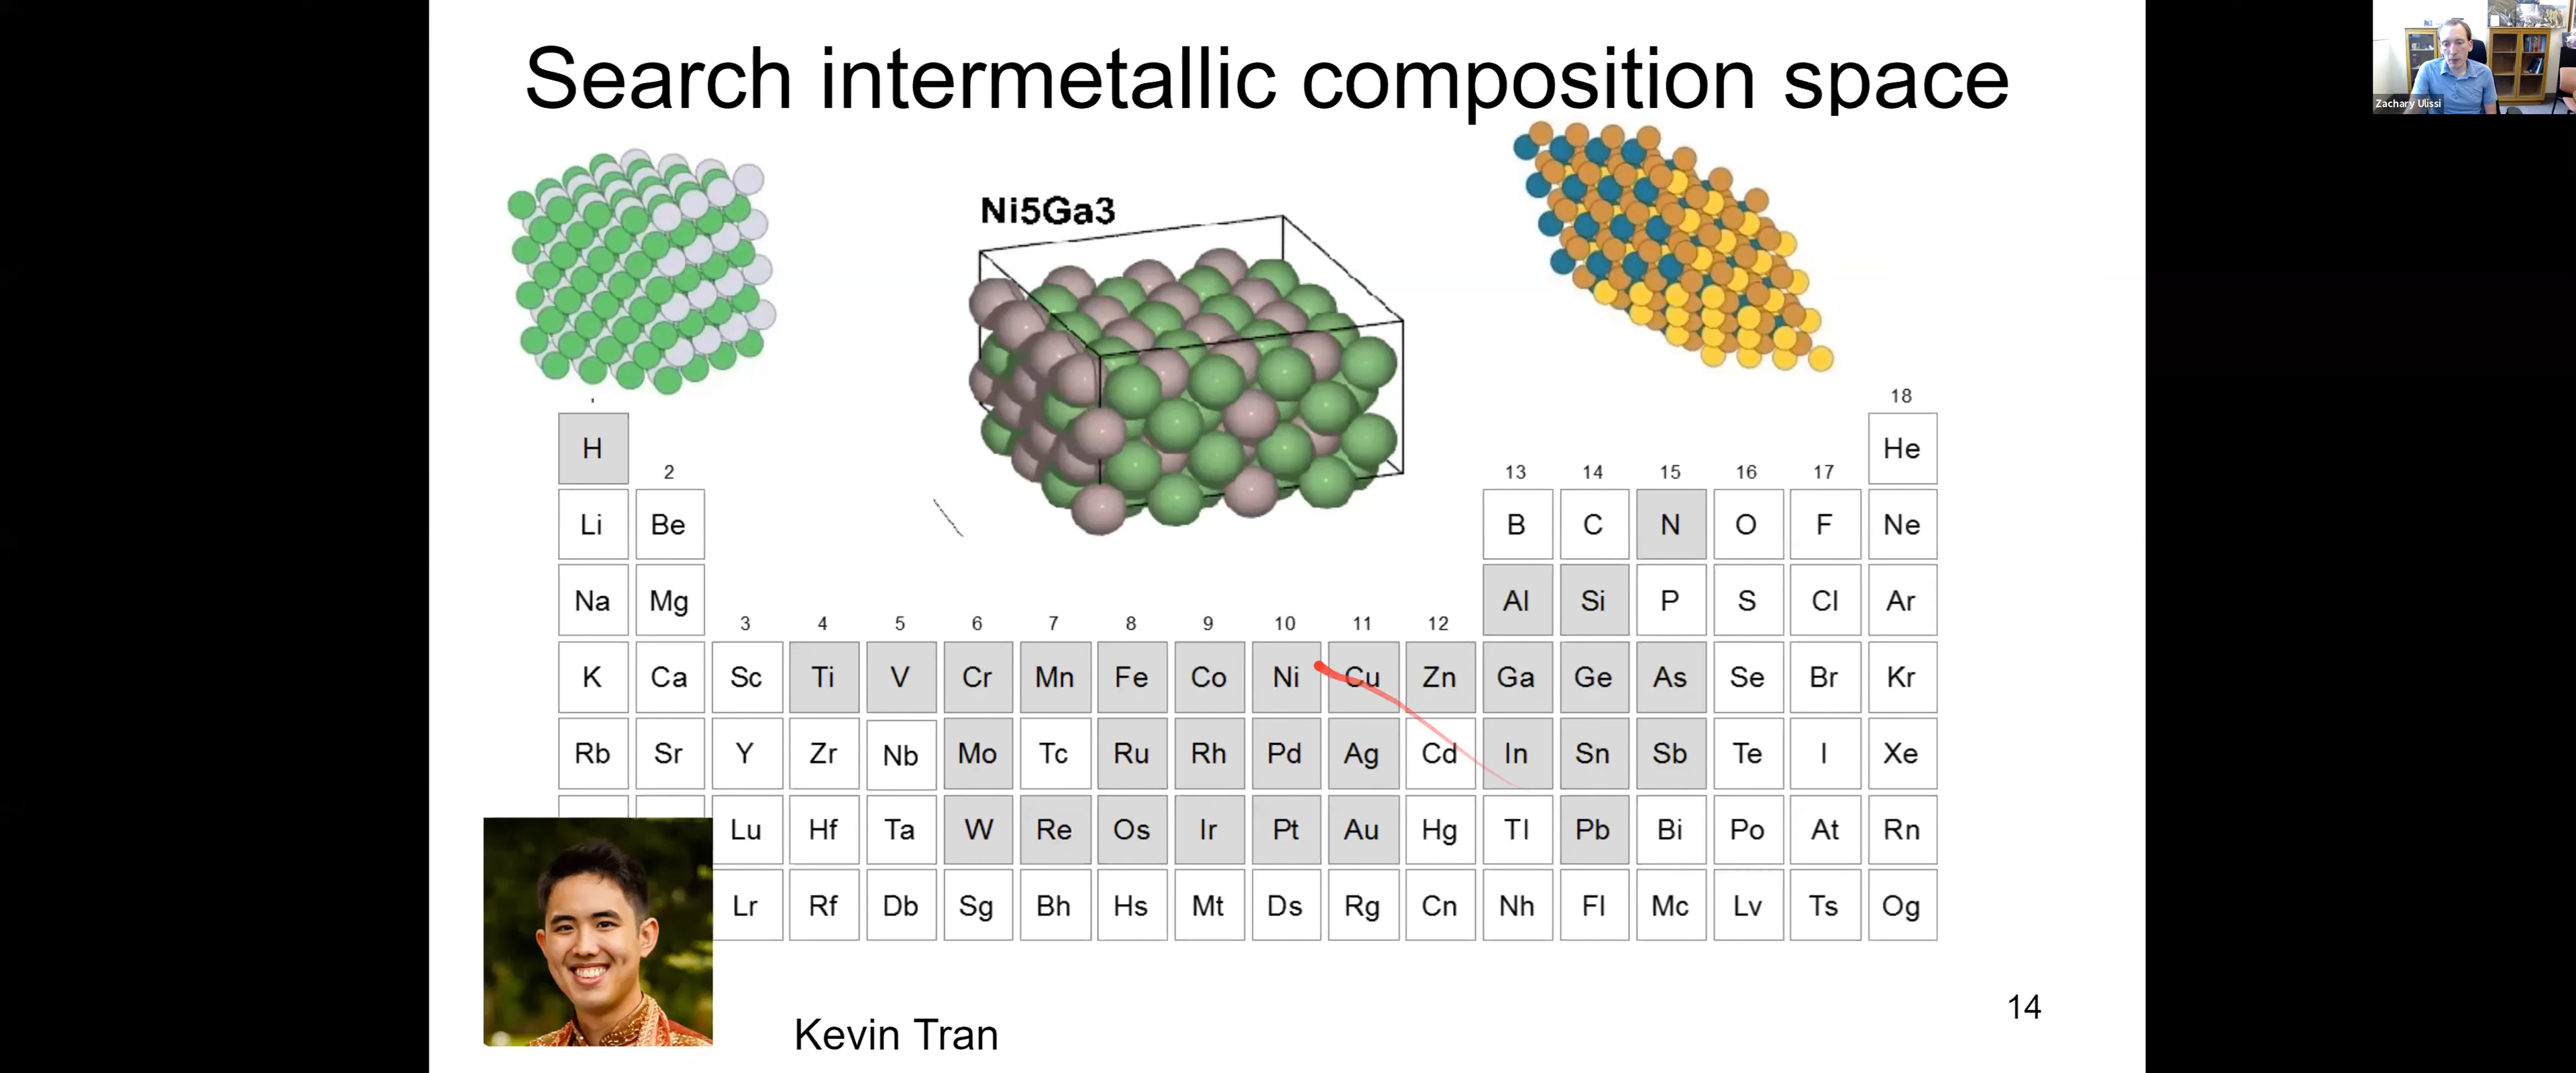 Search intermetallic composition space
Zachary Ulissi
Ni5Ga3
18
H He
2 13 14 15 16 17
Li Be B C N O F Ne
Na Mg Al Si P S Cl Ar
3 4 5 6 7 8 9 10 11 12
K Ca Sc Ti V Cr Mn Fe Co Ni Cu Zn Ga Ge As Se Br Kr
Rb Sr Y Zr Nb Mo Tc Ru Rh Pd Ag Cd In Sn Sb Te I Xe
Lu Hf Ta W Re Os Ir Pt Au Hg Tl Pb Bi Po At Rn
Lr Rf Db Sg Bh Hs Mt Ds Rg Cn Nh Fl Mc Lv Ts Og
14
Kevin Tran